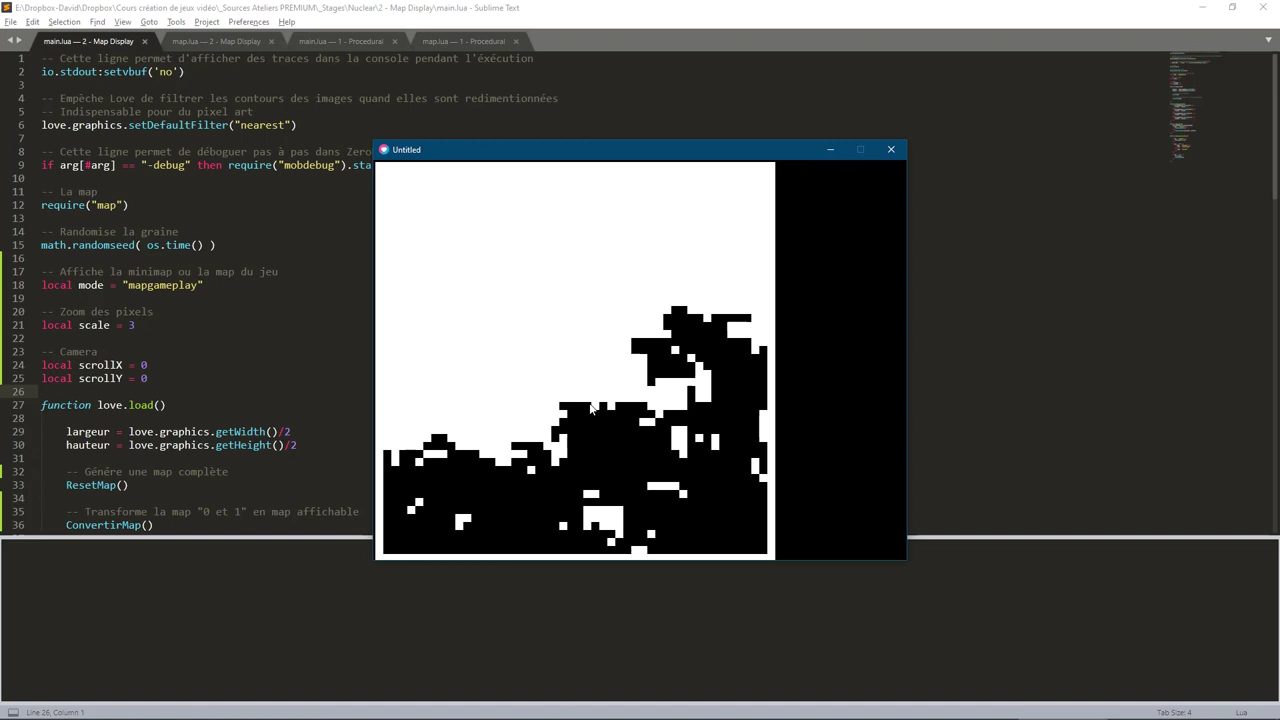 E:\Dropbox-David\Dropbox\Cours création de jeux vidéo\_Sources Ateliers PREMIUM\_Stages\Nuclear\2 - Map Display\main.lua - Sublime Text
File Edit Selection Find View Goto Tools Project Preferences Help
main.lua — 2 - Map Display map.lua — 2 - Map Display main.lua — 1 - Procedural map.lua — 1 - Procedural
1 -- Cette ligne permet d'afficher des traces dans la console pendant l'éxécution
2 io.stdout:setvbuf('no')
3
4 -- Empèche Love de filtrer les contours des images quand elles sont redimentionnées
5 -- Indispensable pour du pixel art
6 love.graphics.setDefaultFilter("nearest")
7
8 -- Cette ligne permet de déboguer pas à pas dans Zero
9 if arg[#arg] == "-debug" then require("mobdebug").sta
10
11 -- La map
12 require("map")
13
14 -- Randomise la graine
15 math.randomseed( os.time() )
16
17 -- Affiche la minimap ou la map du jeu
18 local mode = "mapgameplay"
19
20 -- Zoom des pixels
21 local scale = 3
22
23 -- Camera
24 local scrollX = 0
25 local scrollY = 0
26
27 function love.load()
28
29 largeur = love.graphics.getWidth()/2
30 hauteur = love.graphics.getHeight()/2
31
32 -- Génére une map complète
33 ResetMap()
34
35 -- Transforme la map "0 et 1" en map affichable
36 ConvertirMap()
Untitled
Line 26, Column 1 Tab Size: 4 Lua